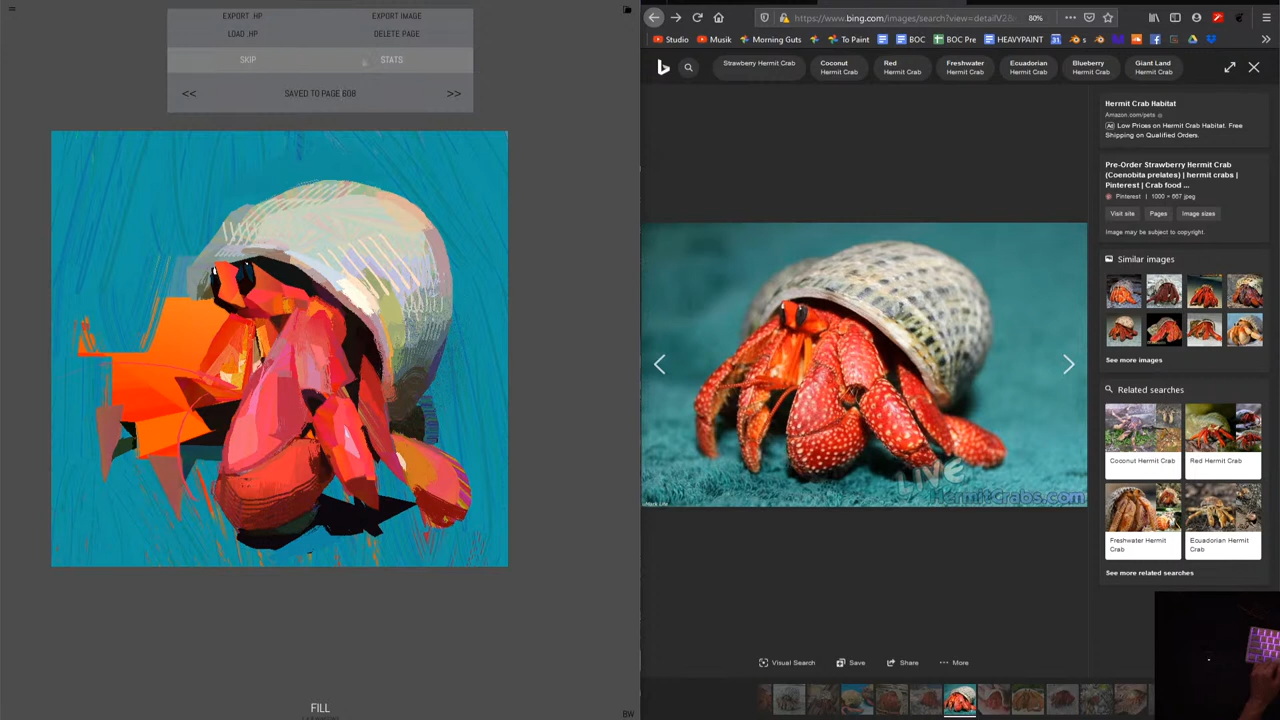 EXPORT .HP
EXPORT IMAGE
LOAD .HP
DELETE PAGE
SKIP
STATS
<<
SAVED TO PAGE 608
>>
FILL
BW
https://www.bing.com/images/search?view=detailV2&
80%
Studio
Musik
Morning Guts
To Paint
BOC
BOC Pre
HEAVYPAINT
s
b
Strawberry Hermit Crab
Coconut
Hermit Crab
Red
Hermit Crab
Freshwater
Hermit Crab
Ecuadorian
Hermit Crab
Blueberry
Hermit Crab
Giant Land
Hermit Crab
LIVE
HermitCrabs.com
Hermit Crab Habitat
Amazon.com/pets
Ad Low Prices on Hermit Crab Habitat. Free
Shipping on Qualified Orders.
Pre-Order Strawberry Hermit Crab
(Coenobita prelates) | hermit crabs |
Pinterest | Crab food ...
Pinterest | 1000 × 667 jpeg
Visit site
Pages
Image sizes
Image may be subject to copyright.
Similar images
See more images
Related searches
Coconut Hermit Crab
Red Hermit Crab
Freshwater Hermit
Crab
Ecuadorian Hermit
Crab
See more related searches
Visual Search
Save
Share
More